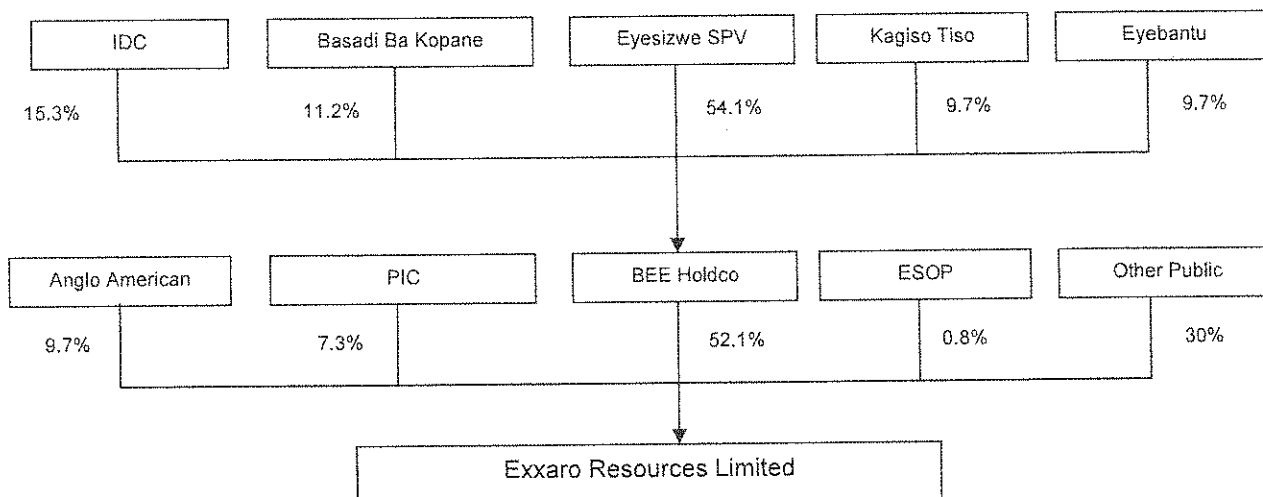 IDC
Basadi Ba Kopane
Eyesizwe SPV
Kagiso Tiso
Eyebantu
15.3%
11.2%
54.1%
9.7%
9.7%
Anglo American
PIC
BEE Holdco
ESOP
Other Public
9.7%
7.3%
52.1%
0.8%
30%
Exxaro Resources Limited